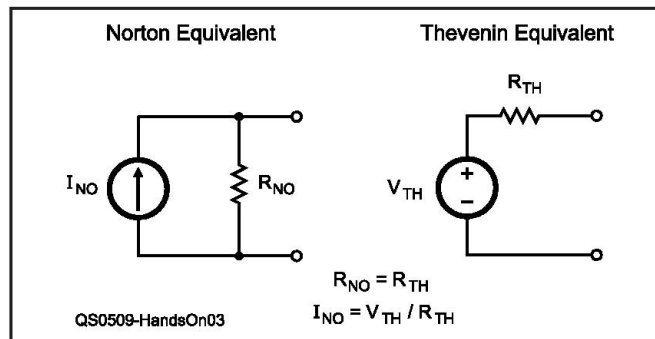 Norton Equivalent
Thevenin Equivalent
R_TH
I_NO
R_NO
V_TH
+
−
R_NO = R_TH
I_NO = V_TH / R_TH
QS0509-HandsOn03